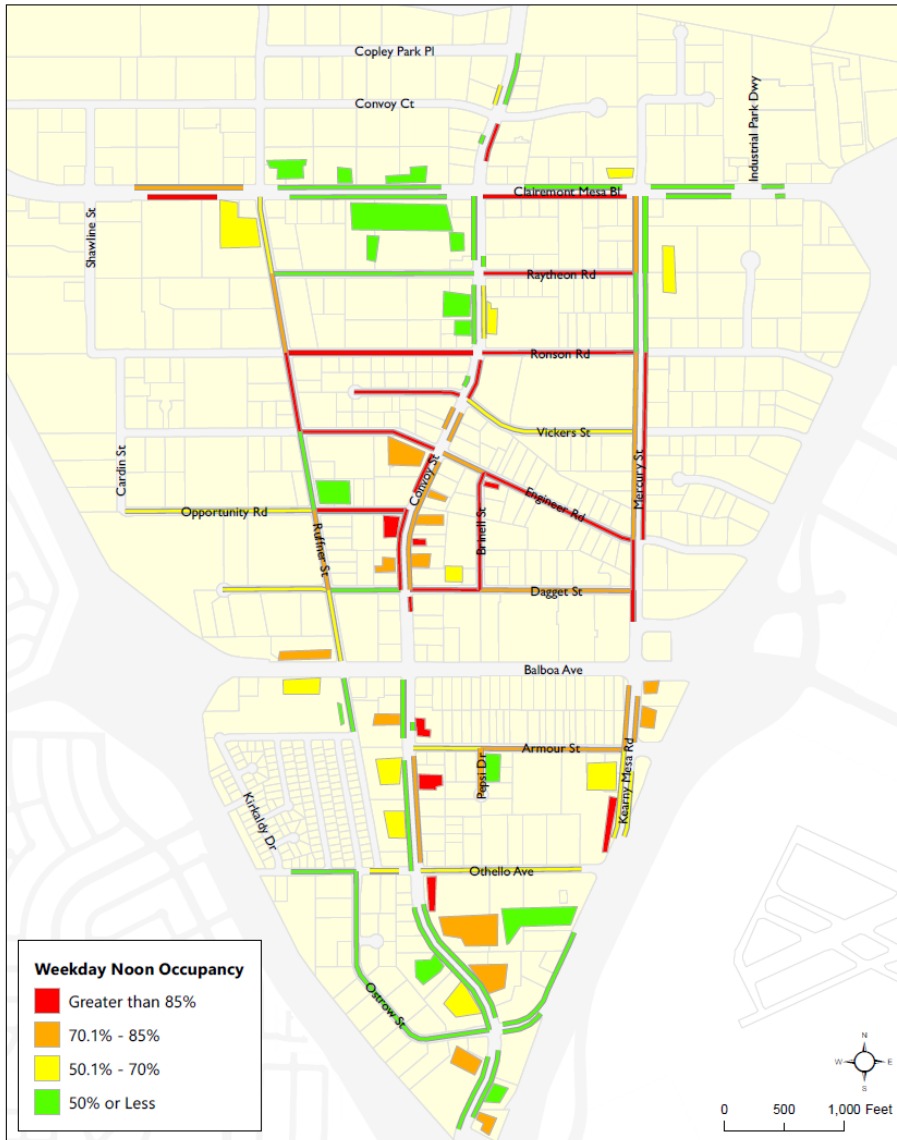 Copley Park Pl
Convoy Ct
Industrial Park Dwy
Clairemont Mesa Bl
Shawline St
Raytheon Rd
Ronson Rd
Vickers St
Cardin St
Convoy St
Mercury St
Engineer Rd
Opportunity Rd
Brinell St
Ruffner St
Dagget St
Balboa Ave
Armour St
Pepsi Dr
Kearny Mesa Rd
Kirkaldy Dr
Othello Ave
Ostrow St
Weekday Noon Occupancy
Greater than 85%
70.1% - 85%
50.1% - 70%
50% or Less
N
W E
S
0 500 1,000 Feet